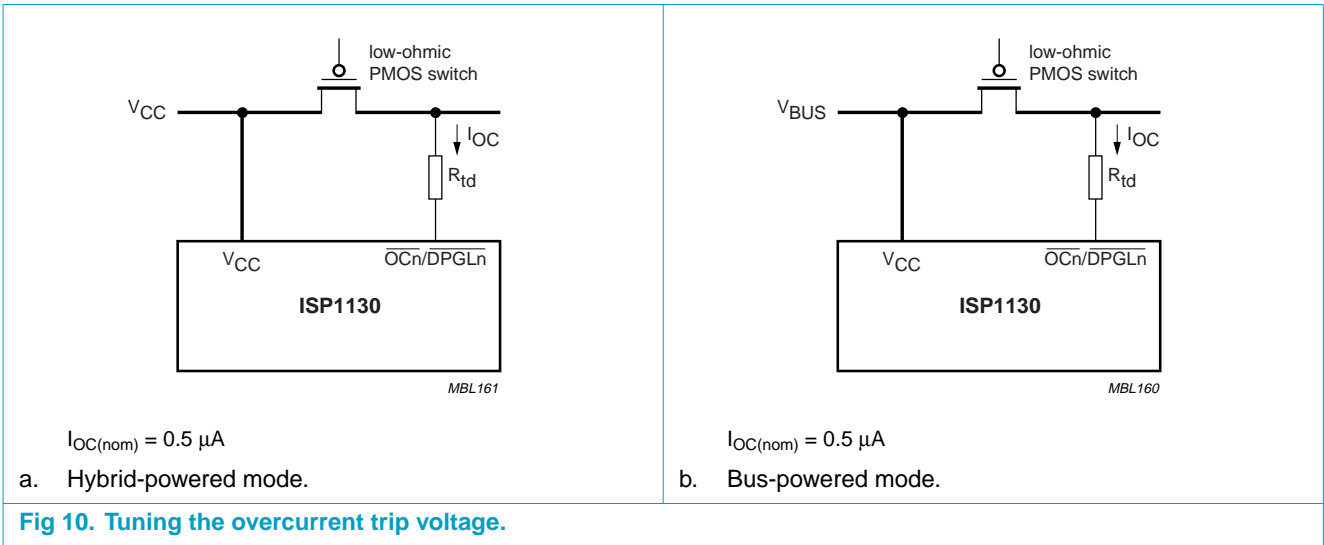 low-ohmic
PMOS switch
VCC
IOC
Rtd
VCC
OCn/DPGLn
ISP1130
MBL161
IOC(nom) = 0.5 μA
a. Hybrid-powered mode.
low-ohmic
PMOS switch
VBUS
IOC
Rtd
VCC
OCn/DPGLn
ISP1130
MBL160
IOC(nom) = 0.5 μA
b. Bus-powered mode.
Fig 10. Tuning the overcurrent trip voltage.